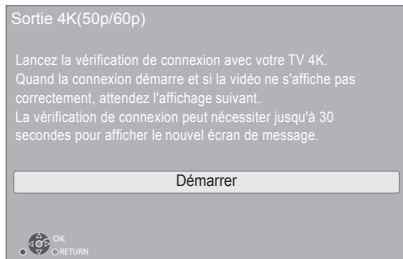 Sortie 4K(50p/60p)
Lancez la vérification de connexion avec votre TV 4K.
Quand la connexion démarre et si la vidéo ne s'affiche pas
correctement, attendez l'affichage suivant.
La vérification de connexion peut nécessiter jusqu'à 30
secondes pour afficher le nouvel écran de message.
Démarrer
OK
RETURN